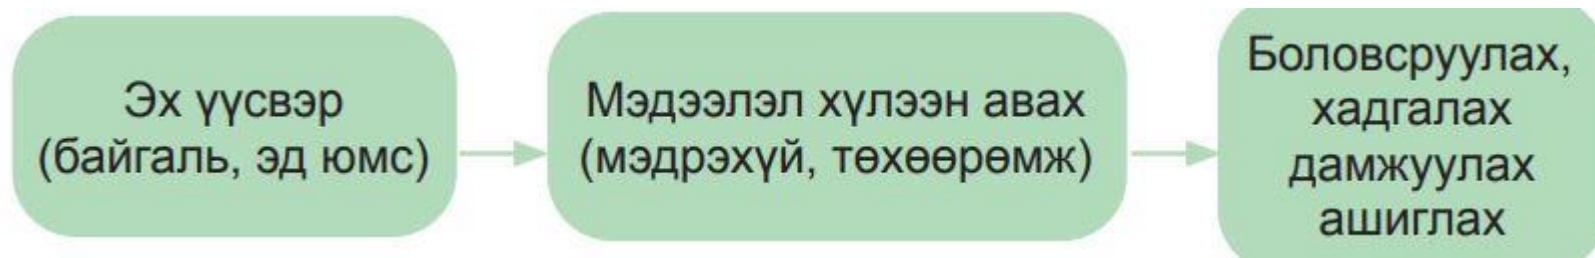 Эх үүсвэр
(байгаль, эд юмс)
Мэдээлэл хүлээн авах
(мэдрэхүй, төхөөрөмж)
Боловсруулах,
хадгалах
дамжуулах
ашиглах